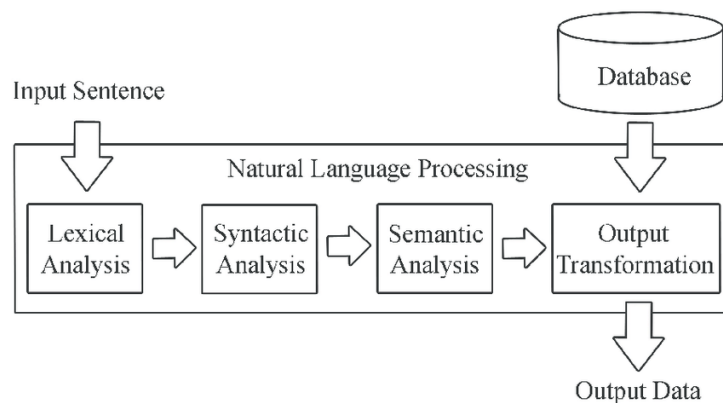 Input Sentence
Database
Natural Language Processing
Lexical
Analysis
Syntactic
Analysis
Semantic
Analysis
Output
Transformation
Output Data